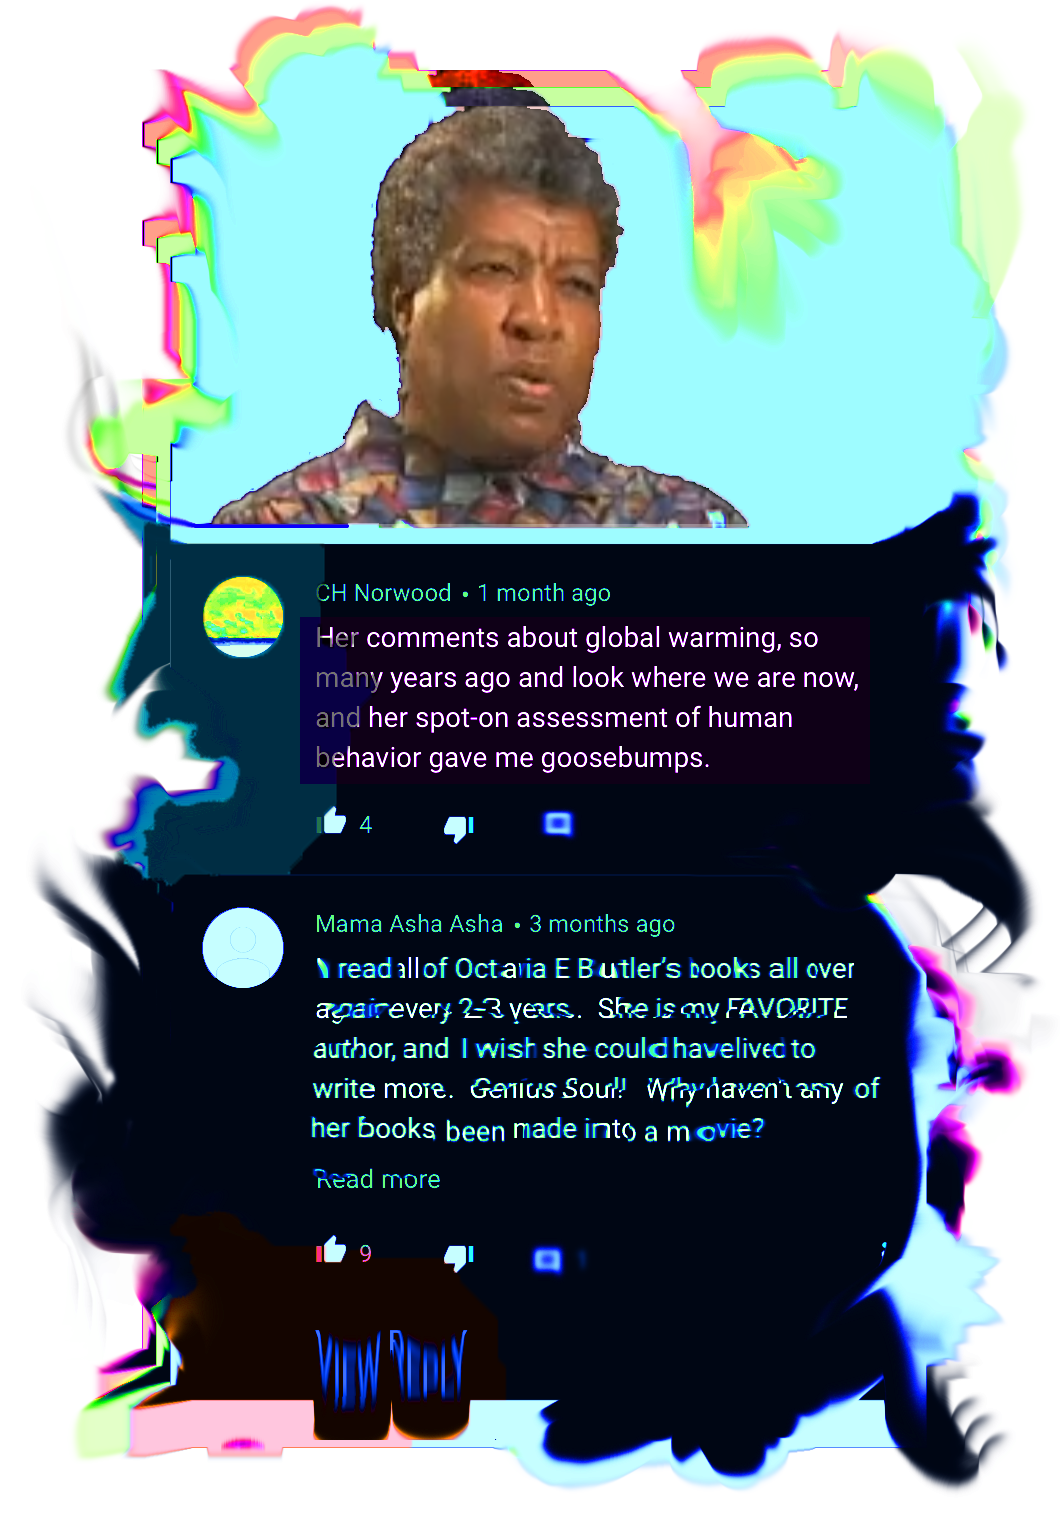 CH Norwood • 1 month ago
Her comments about global warming, so
many years ago and look where we are now,
and her spot-on assessment of human
behavior gave me goosebumps.
4
Mama Asha Asha • 3 months ago
I read all of Octavia E Butler's books all over
again every 2-3 years. She is my FAVORITE
author, and I wish she could have lived to
write more. Genius Soul! Why haven't any of
her books been made into a movie?
Read more
9
VIEW REPLY